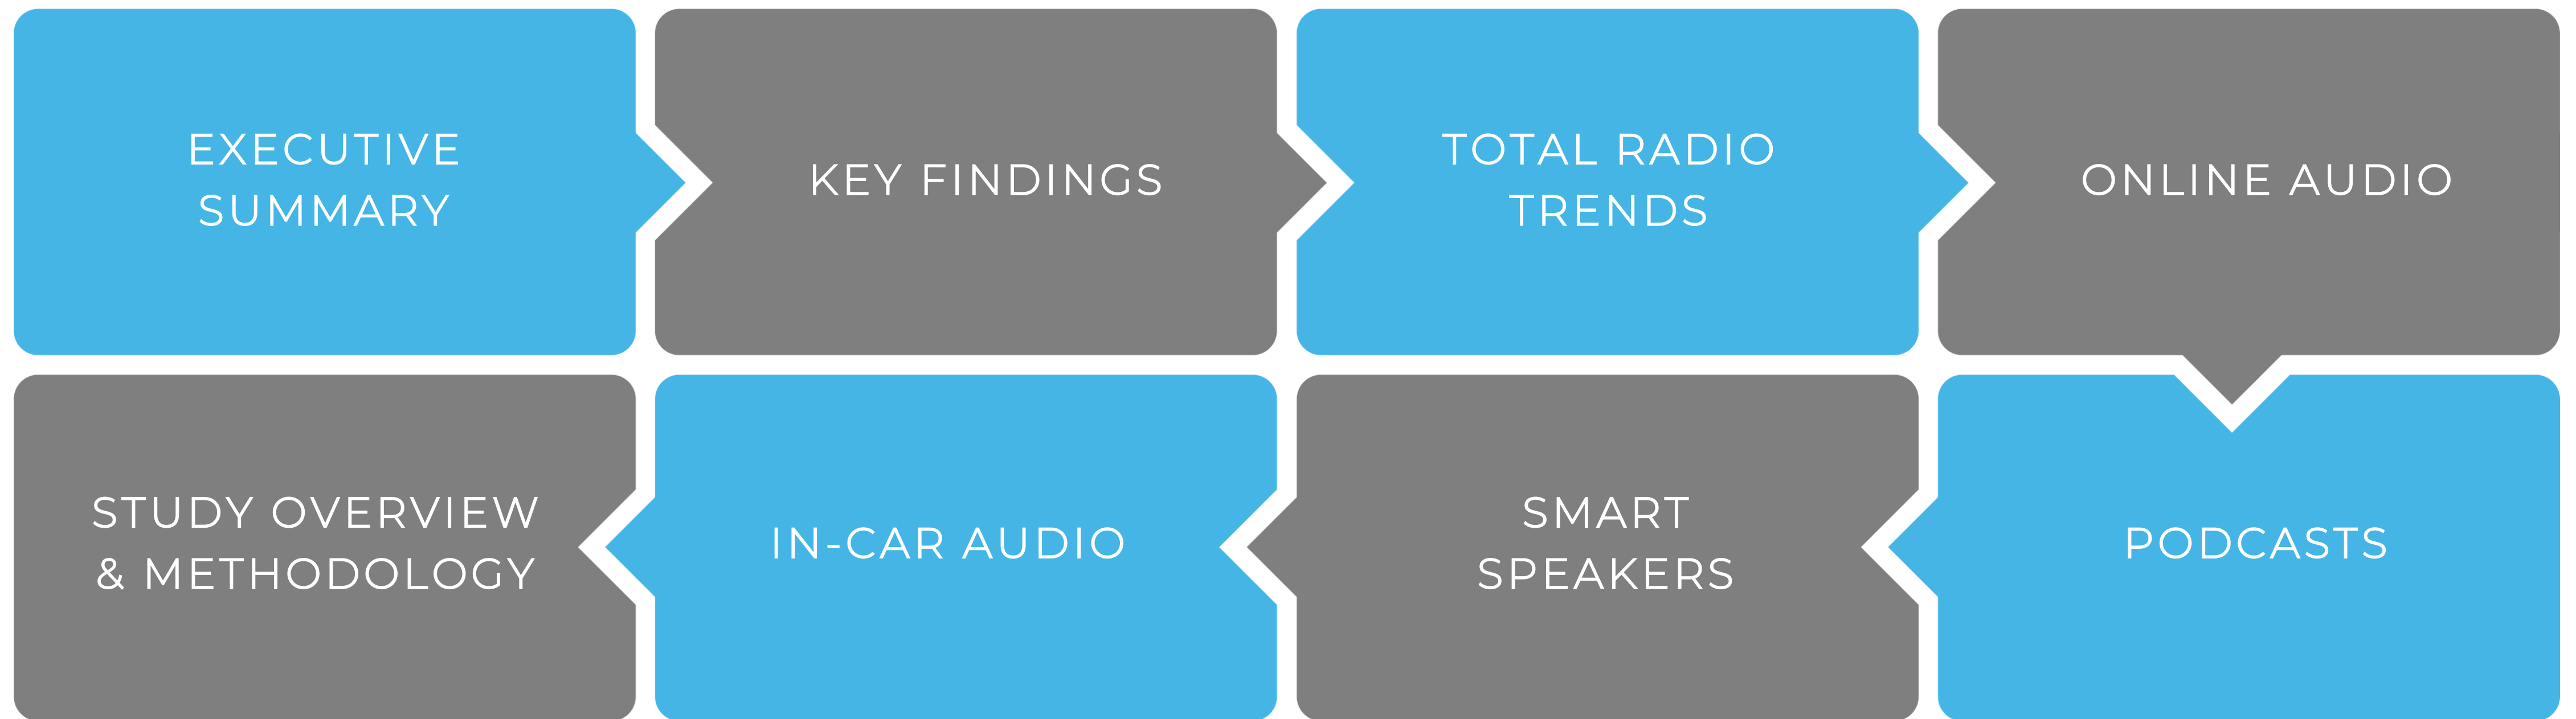 EXECUTIVE
SUMMARY
KEY FINDINGS
TOTAL RADIO
TRENDS
ONLINE AUDIO
PODCASTS
SMART
SPEAKERS
IN-CAR AUDIO
STUDY OVERVIEW
& METHODOLOGY